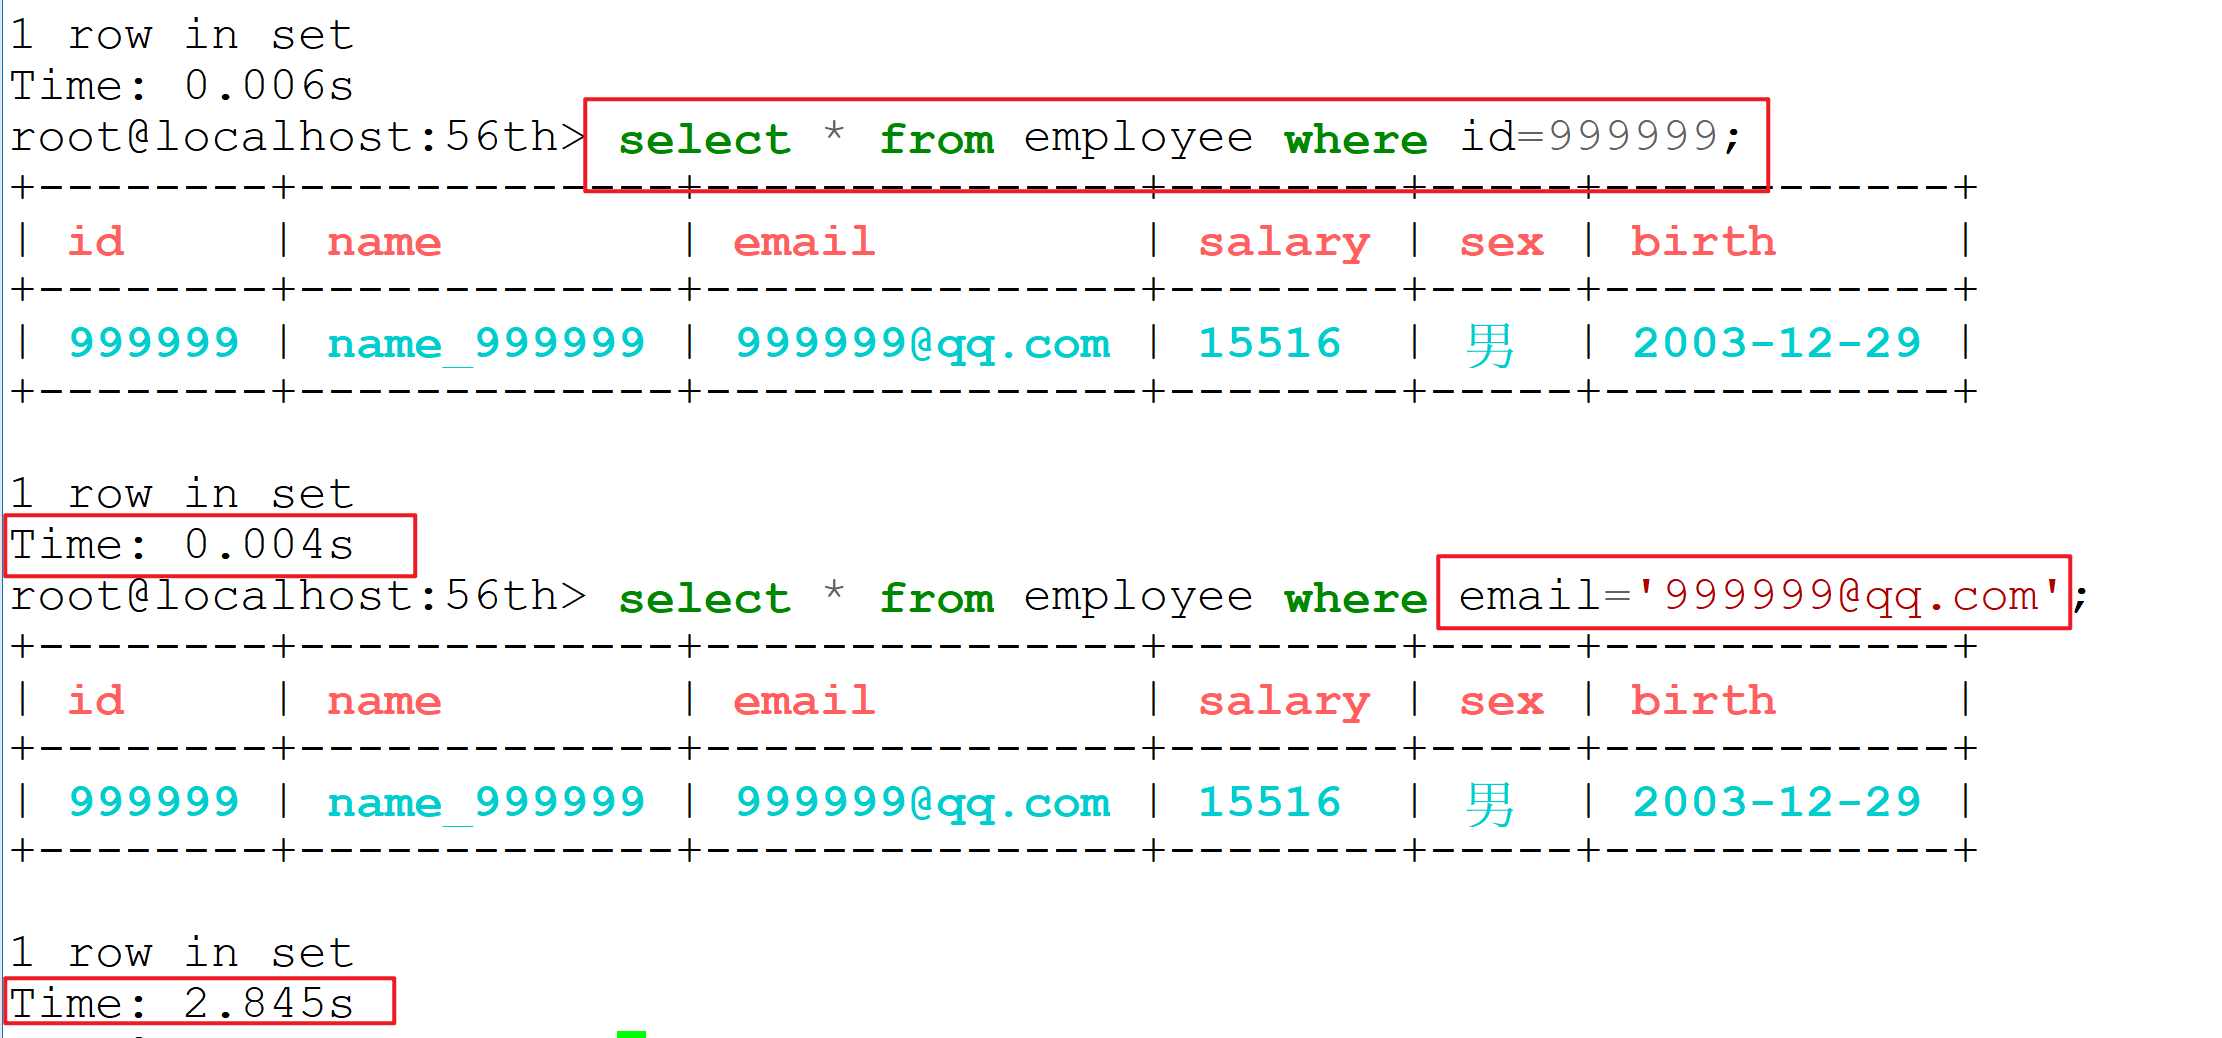 1 row in set
Time: 0.006s
root@localhost:56th> select * from employee where id=999999;
+--------+-------------+---------------+--------+-----+------------+
| id     | name        | email         | salary | sex | birth      |
+--------+-------------+---------------+--------+-----+------------+
| 999999 | name_999999 | 999999@qq.com | 15516  | 男 | 2003-12-29 |
+--------+-------------+---------------+--------+-----+------------+
1 row in set
Time: 0.004s
root@localhost:56th> select * from employee where email='999999@qq.com';
+--------+-------------+---------------+--------+-----+------------+
| id     | name        | email         | salary | sex | birth      |
+--------+-------------+---------------+--------+-----+------------+
| 999999 | name_999999 | 999999@qq.com | 15516  | 男 | 2003-12-29 |
+--------+-------------+---------------+--------+-----+------------+
1 row in set
Time: 2.845s